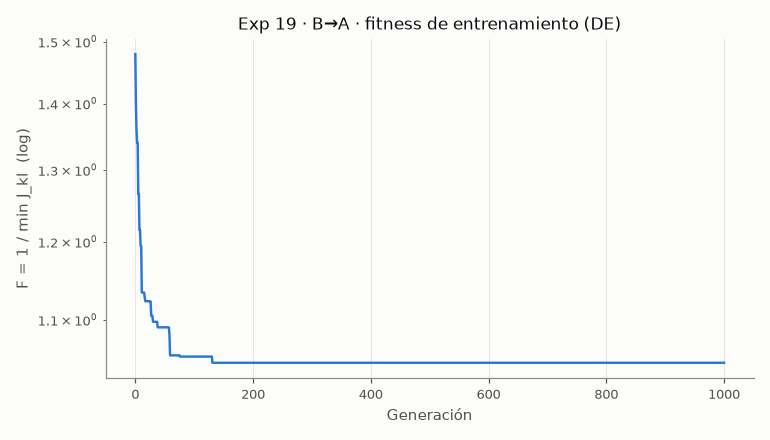 Exp 19 · B→A · fitness de entrenamiento (DE)
1.5 × 10⁰
1.4 × 10⁰
1.3 × 10⁰
1.2 × 10⁰
1.1 × 10⁰
F = 1 / min J_kl (log)
0 200 400 600 800 1000
Generación